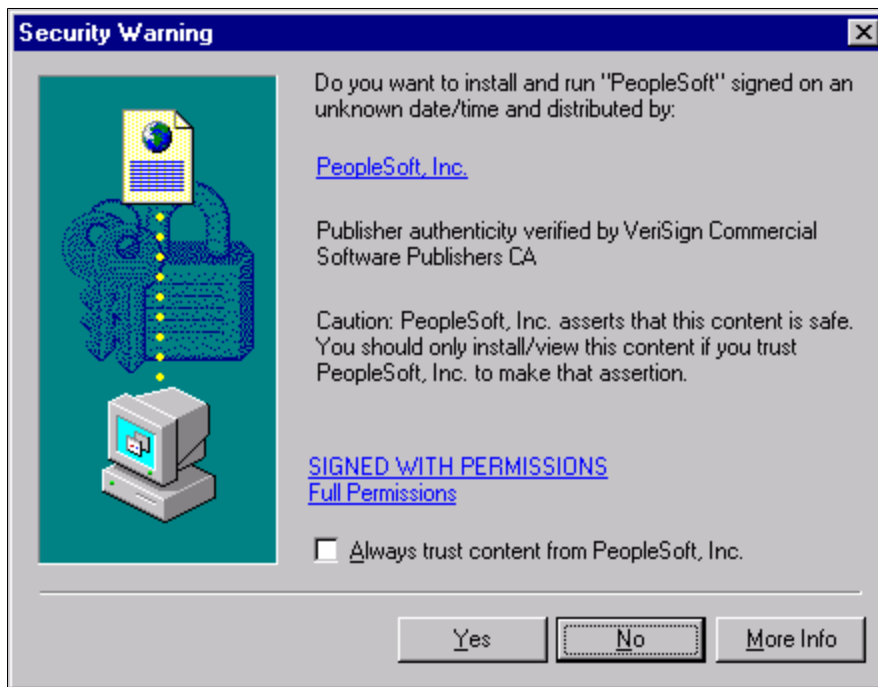 Security Warning
Do you want to install and run "PeopleSoft" signed on an
unknown date/time and distributed by:
PeopleSoft, Inc.
Publisher authenticity verified by VeriSign Commercial
Software Publishers CA
Caution: PeopleSoft, Inc. asserts that this content is safe.
You should only install/view this content if you trust
PeopleSoft, Inc. to make that assertion.
SIGNED WITH PERMISSIONS
Full Permissions
Always trust content from PeopleSoft, Inc.
Yes No More Info